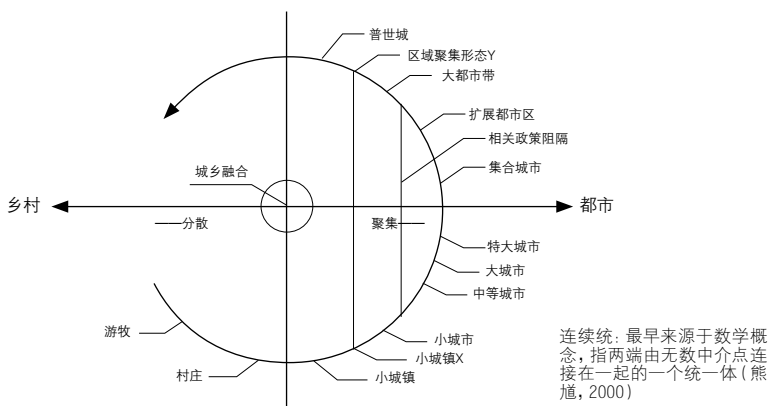 普世城
区域聚集形态Y
大都市带
扩展都市区
相关政策阻隔
集合城市
城乡融合
乡村
都市
——分散
聚集——
特大城市
大城市
中等城市
游牧
小城市
小城镇X
村庄
小城镇
连续统：最早来源于数学概
念，指两端由无数中介点连
接在一起的一个统一体（熊
馗，2000）